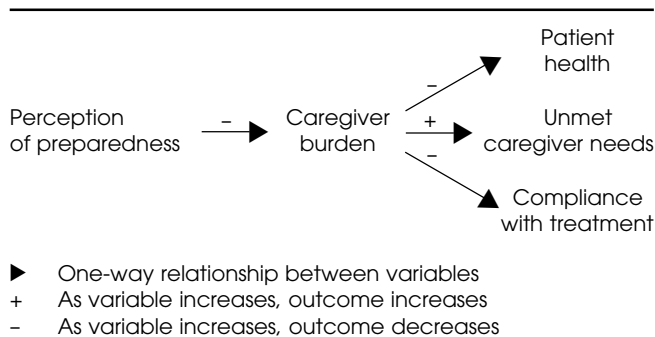 Patient
health
Perception
of preparedness
–
Caregiver
burden
–
+
–
Unmet
caregiver needs
Compliance
with treatment
▶ One-way relationship between variables
+ As variable increases, outcome increases
– As variable increases, outcome decreases